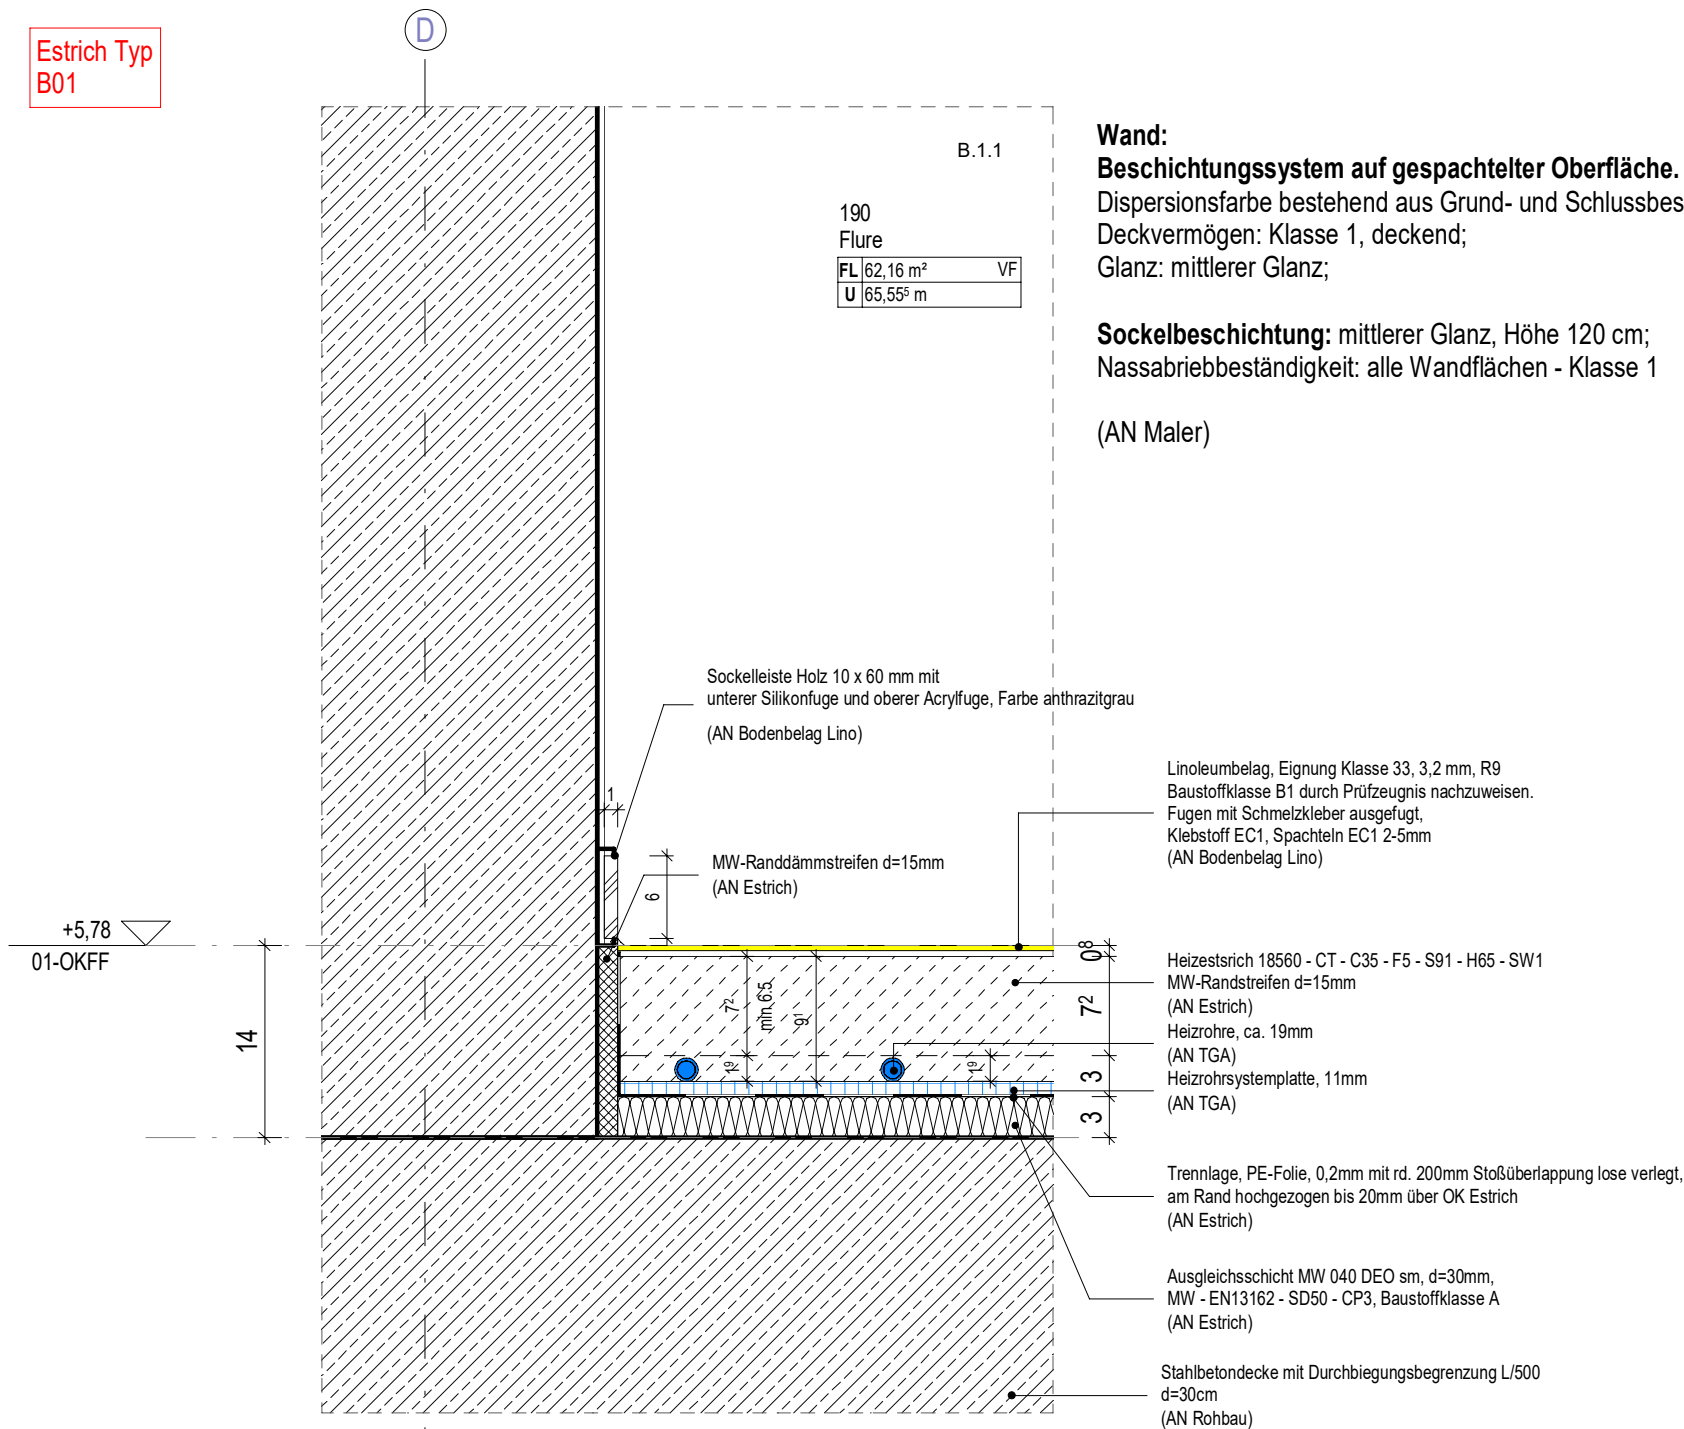 Estrich Typ
B01
D
B.1.1
190
Flure
FL 62,16 m² VF
U 65,55⁵ m
Wand:
Beschichtungssystem auf gespachtelter Oberfläche.
Dispersionsfarbe bestehend aus Grund- und Schlussbes
Deckvermögen: Klasse 1, deckend;
Glanz: mittlerer Glanz;
Sockelbeschichtung: mittlerer Glanz, Höhe 120 cm;
Nassabriebbeständigkeit: alle Wandflächen - Klasse 1
(AN Maler)
Sockelleiste Holz 10 x 60 mm mit
unterer Silikonfuge und oberer Acrylfuge, Farbe anthrazitgrau
(AN Bodenbelag Lino)
1
MW-Randdämmstreifen d=15mm
(AN Estrich)
6
Linoleumbelag, Eignung Klasse 33, 3,2 mm, R9
Baustoffklasse B1 durch Prüfzeugnis nachzuweisen.
Fugen mit Schmelzkleber ausgefugt,
Klebstoff EC1, Spachteln EC1 2-5mm
(AN Bodenbelag Lino)
+5,78
01-OKFF
14
7²
min 6.5
9¹
1⁹
1⁹
0⁸
7²
3
3
Heizestsrich 18560 - CT - C35 - F5 - S91 - H65 - SW1
MW-Randstreifen d=15mm
(AN Estrich)
Heizrohre, ca. 19mm
(AN TGA)
Heizrohrsystemplatte, 11mm
(AN TGA)
Trennlage, PE-Folie, 0,2mm mit rd. 200mm Stoßüberlappung lose verlegt,
am Rand hochgezogen bis 20mm über OK Estrich
(AN Estrich)
Ausgleichsschicht MW 040 DEO sm, d=30mm,
MW - EN13162 - SD50 - CP3, Baustoffklasse A
(AN Estrich)
Stahlbetondecke mit Durchbiegungsbegrenzung L/500
d=30cm
(AN Rohbau)